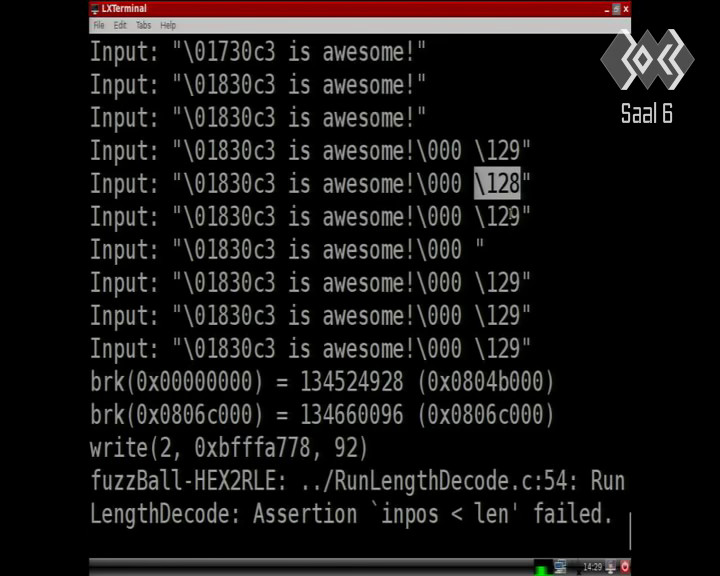 LXTerminal
File Edit Tabs Help
Input: "\01730c3 is awesome!"
Input: "\01830c3 is awesome!"
Input: "\01830c3 is awesome!"
Input: "\01830c3 is awesome!\000 \129"
Input: "\01830c3 is awesome!\000 \128"
Input: "\01830c3 is awesome!\000 \129"
Input: "\01830c3 is awesome!\000 "
Input: "\01830c3 is awesome!\000 \129"
Input: "\01830c3 is awesome!\000 \129"
Input: "\01830c3 is awesome!\000 \129"
brk(0x00000000) = 134524928 (0x0804b000)
brk(0x0806c000) = 134660096 (0x0806c000)
write(2, 0xbfffa778, 92)
fuzzBall-HEX2RLE: ../RunLengthDecode.c:54: Run
LengthDecode: Assertion `inpos < len' failed.
14:29
Saal 6